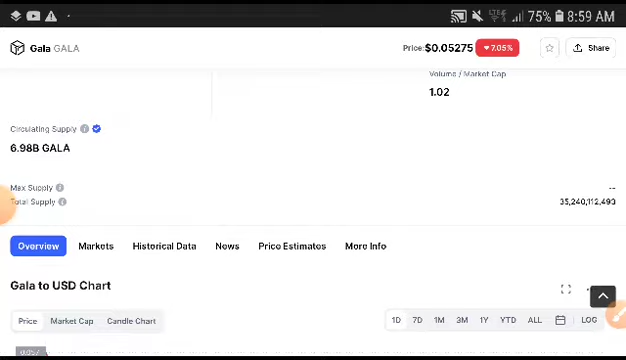 LTE 75% 8:59 AM
Gala GALA Price:$0.05275 ▾7.05% Share
Volume / Market Cap
1.02
Circulating Supply
6.98B GALA
Max Supply --
Total Supply 35,240,112,493
Overview Markets Historical Data News Price Estimates More Info
Gala to USD Chart
Price Market Cap Candle Chart 1D 7D 1M 3M 1Y YTD ALL LOG